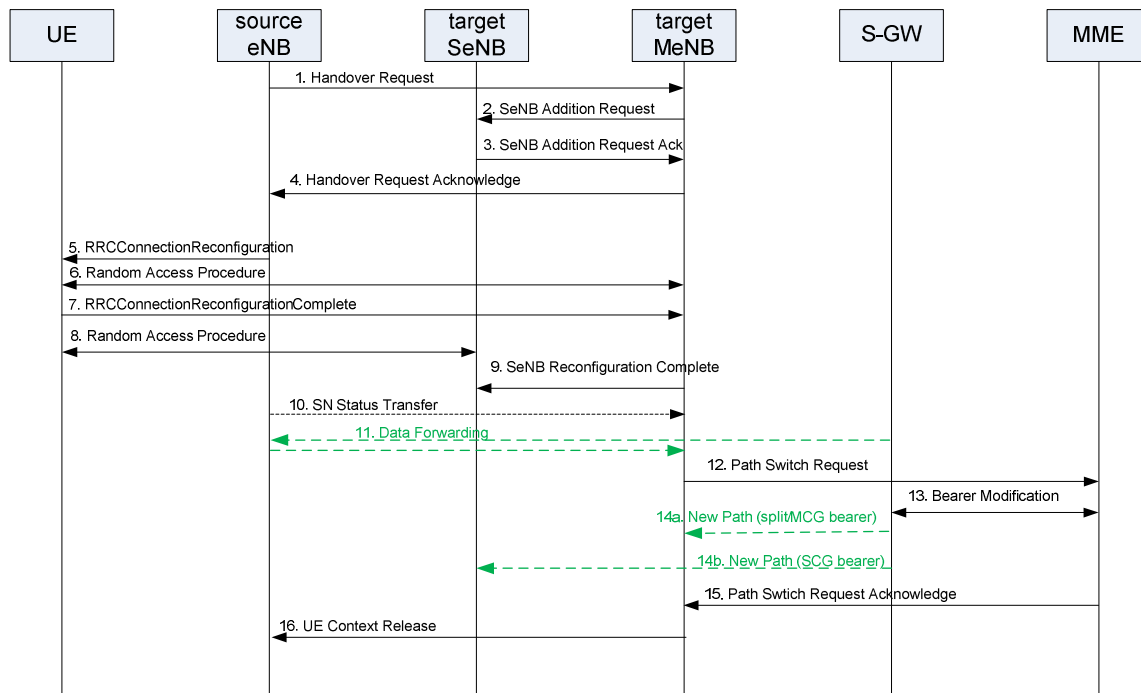 UE
source
eNB
target
SeNB
target
MeNB
S-GW
MME
1. Handover Request
2. SeNB Addition Request
3. SeNB Addition Request Ack
4. Handover Request Acknowledge
5. RRCConnectionReconfiguration
6. Random Access Procedure
7. RRCConnectionReconfigurationComplete
8. Random Access Procedure
9. SeNB Reconfiguration Complete
10. SN Status Transfer
11. Data Forwarding
12. Path Switch Request
13. Bearer Modification
14a. New Path (split/MCG bearer)
14b. New Path (SCG bearer)
15. Path Swtich Request Acknowledge
16. UE Context Release